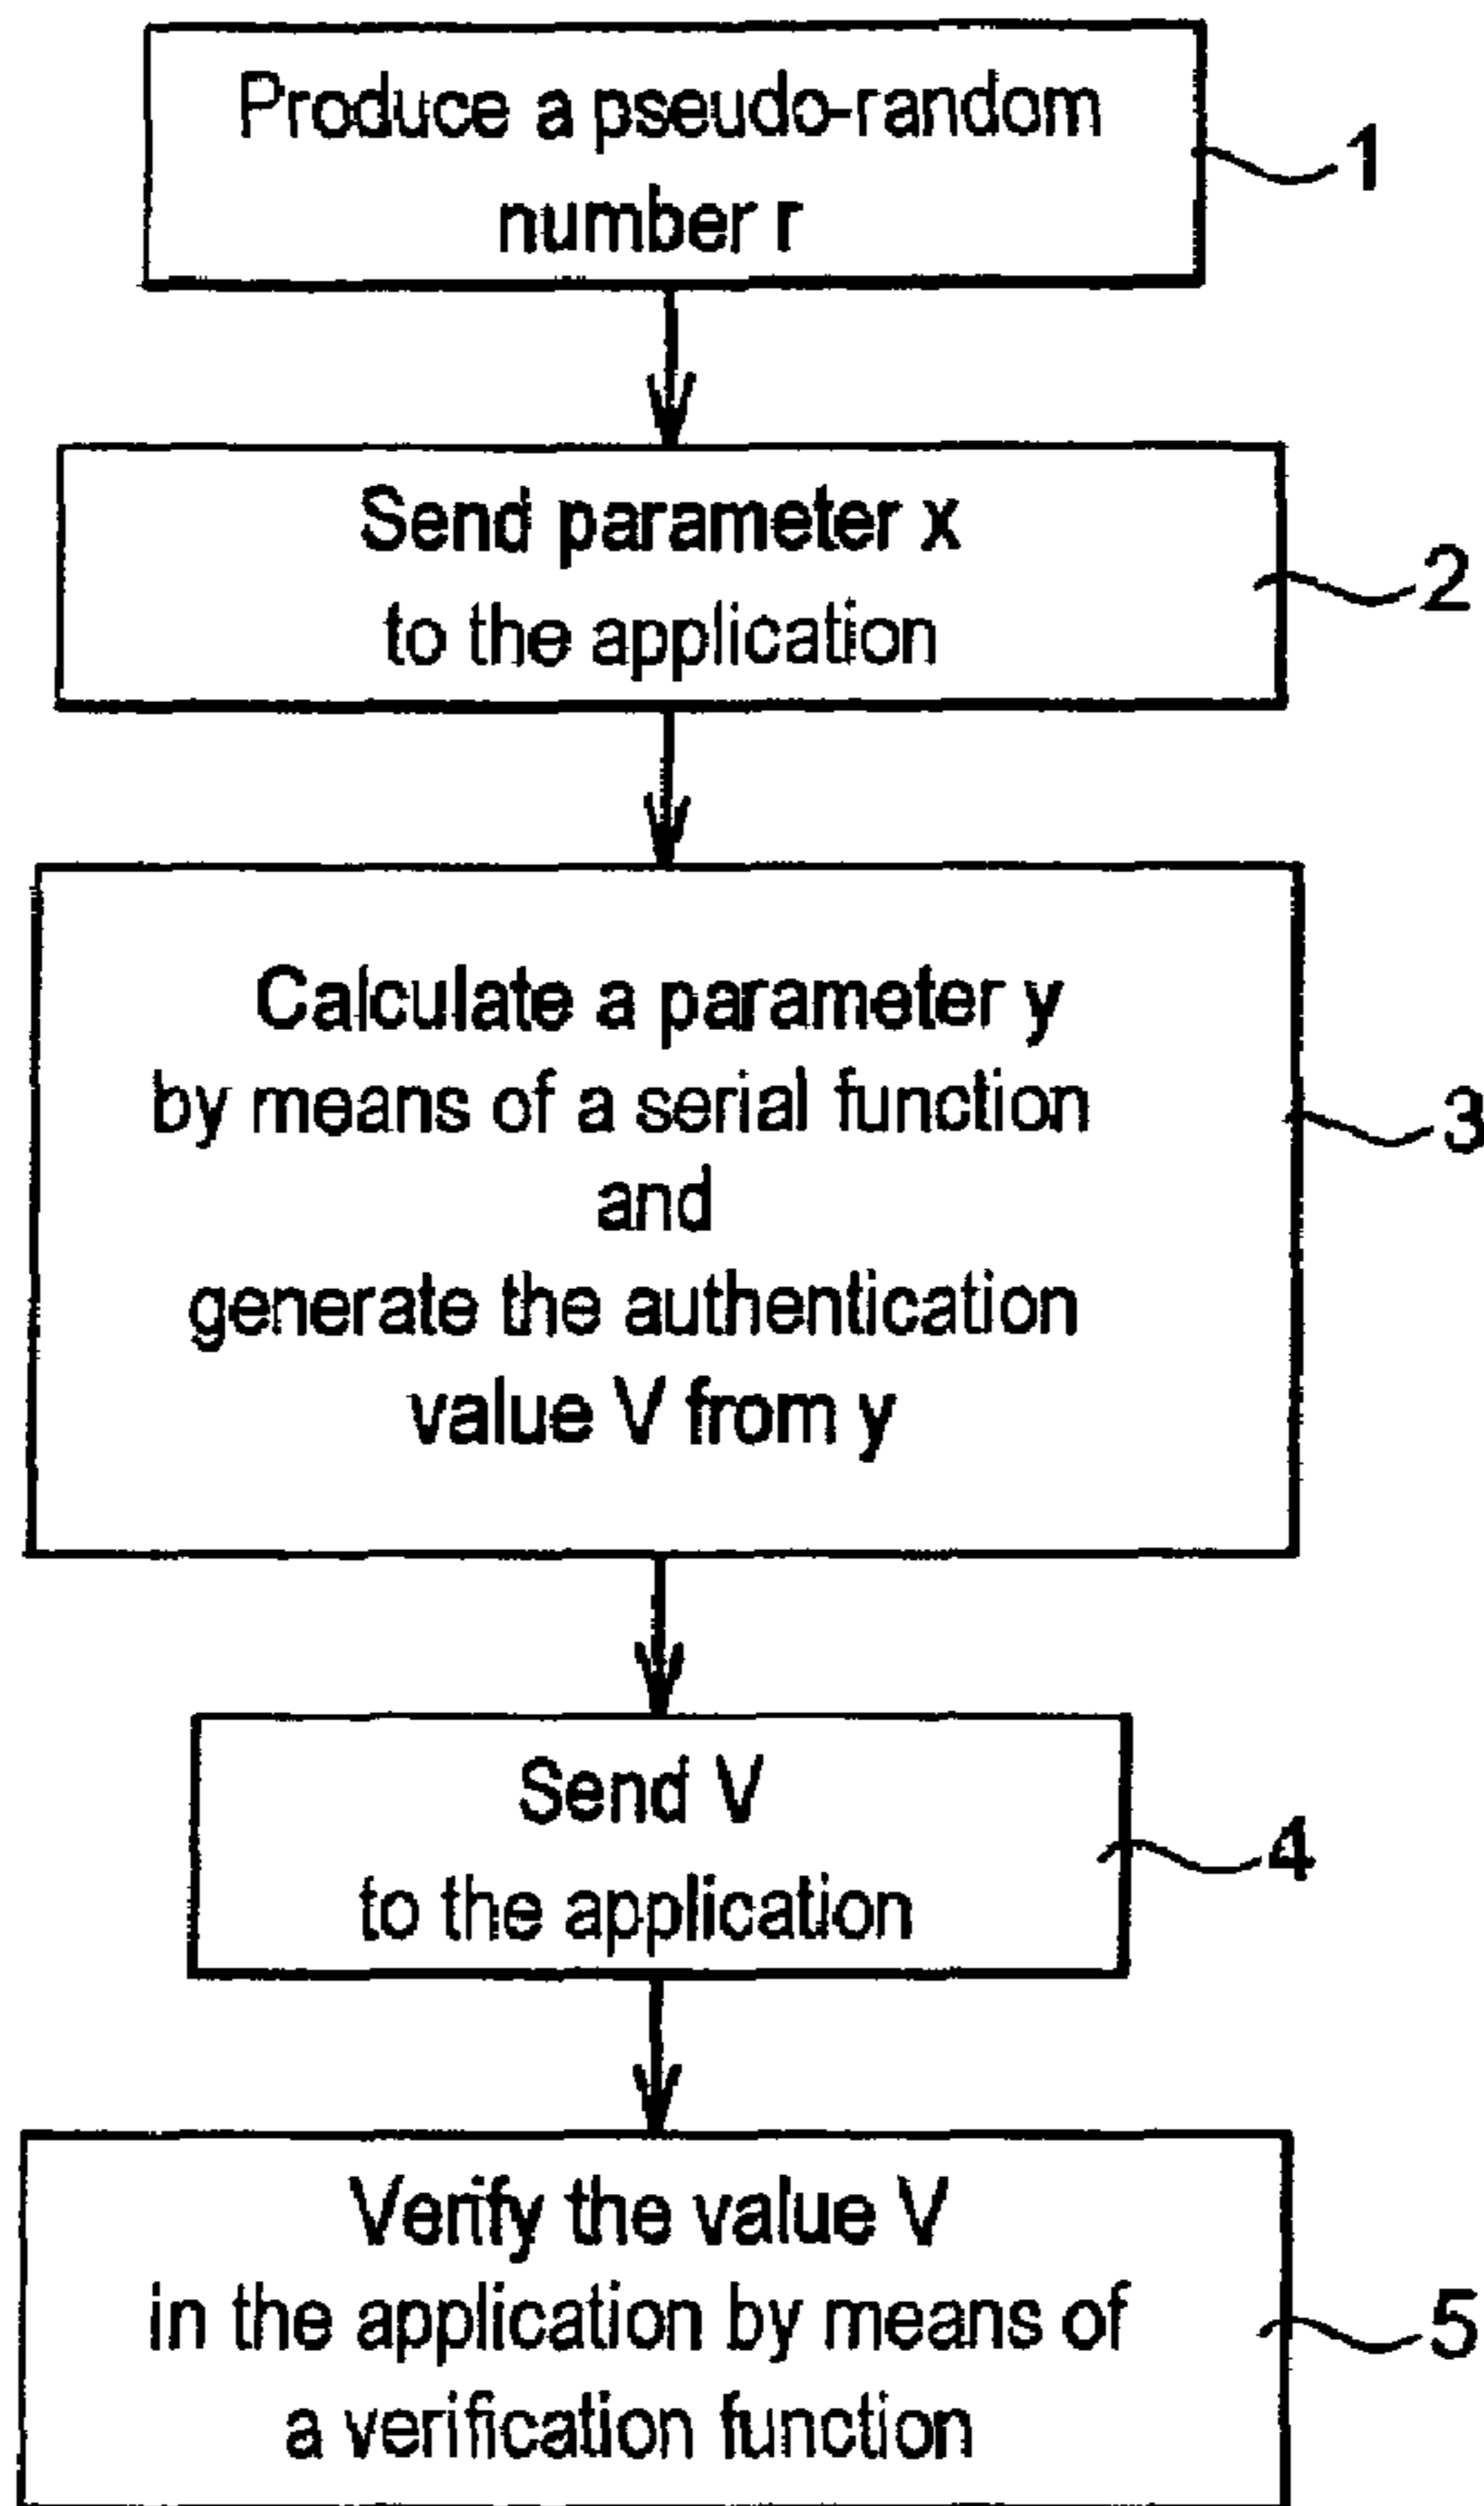 Produce a pseudo-random
number r
1
Send parameter x
to the application
2
Calculate a parameter y
by means of a serial function
and
generate the authentication
value V from y
3
Send V
to the application
4
Verify the value V
in the application by means of
a verification function
5